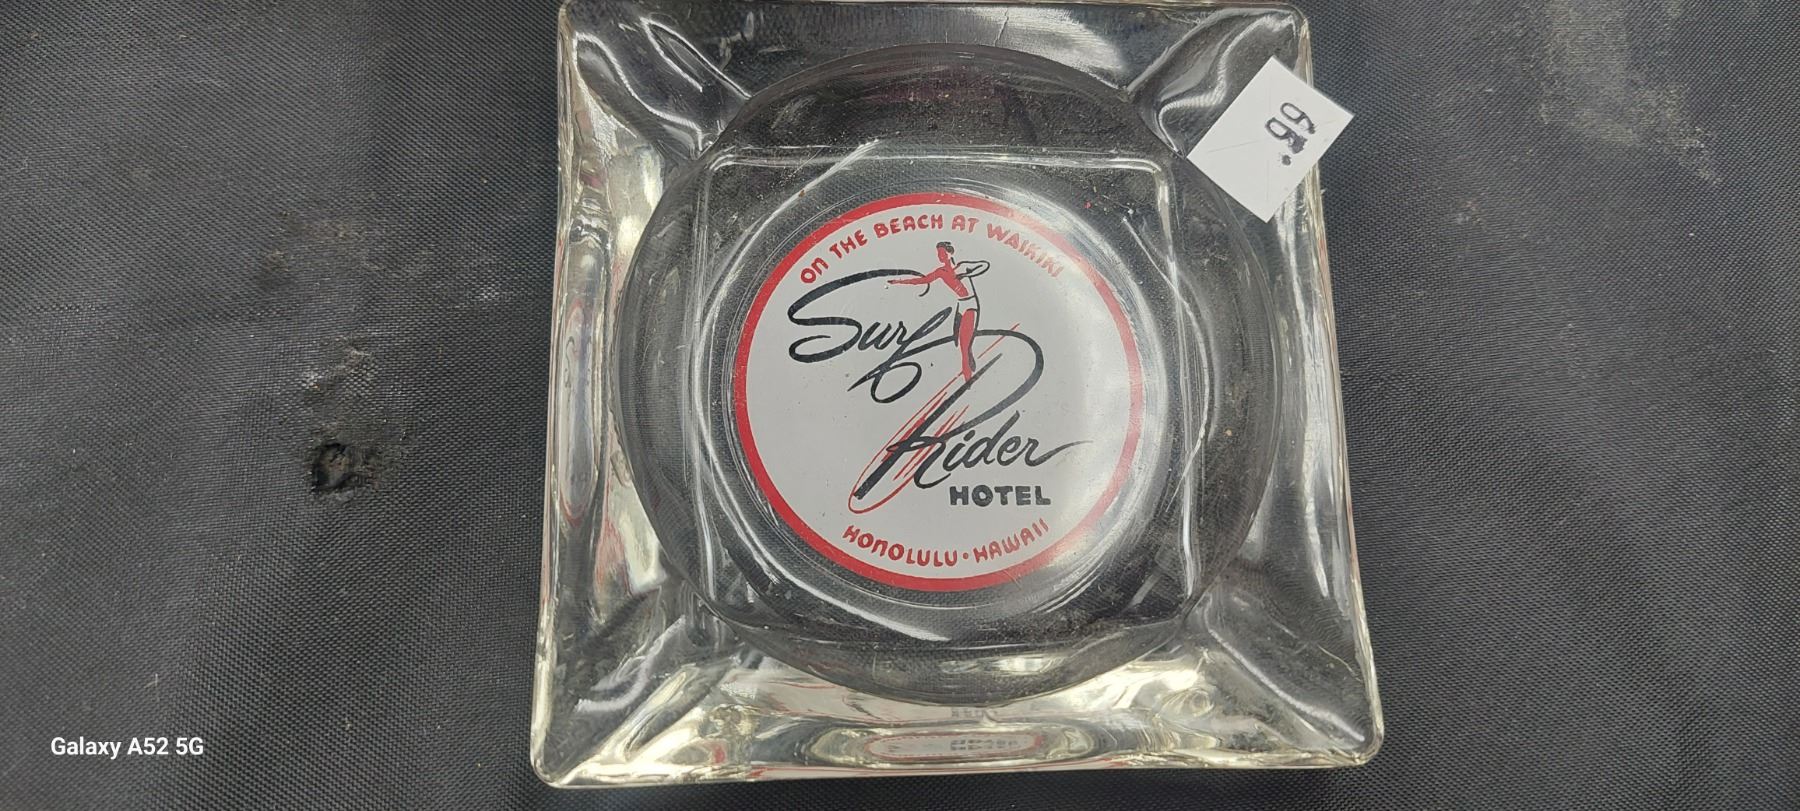 ON THE BEACH AT WAIKIKI
Surf
Rider
HOTEL
HONOLULU · HAWAII
Galaxy A52 5G